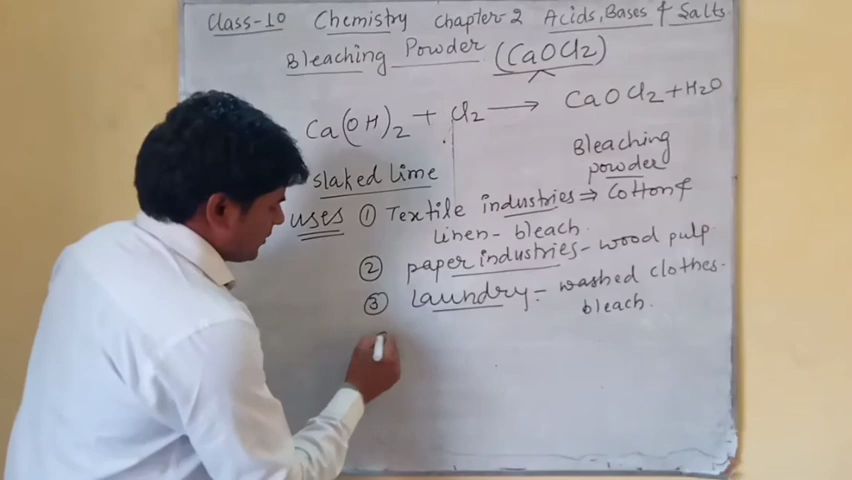 Class-10 Chemistry Chapter-2 Acids, Bases & Salts.
Bleaching Powder (CaOCl2)
Ca(OH)2 + Cl2 → CaOCl2 + H2O
slaked lime
Bleaching
powder
uses ① Textile industries ⇒ Cotton &
linen - bleach.
② paper industries - wood pulp
③ Laundry - washed clothes.
bleach.